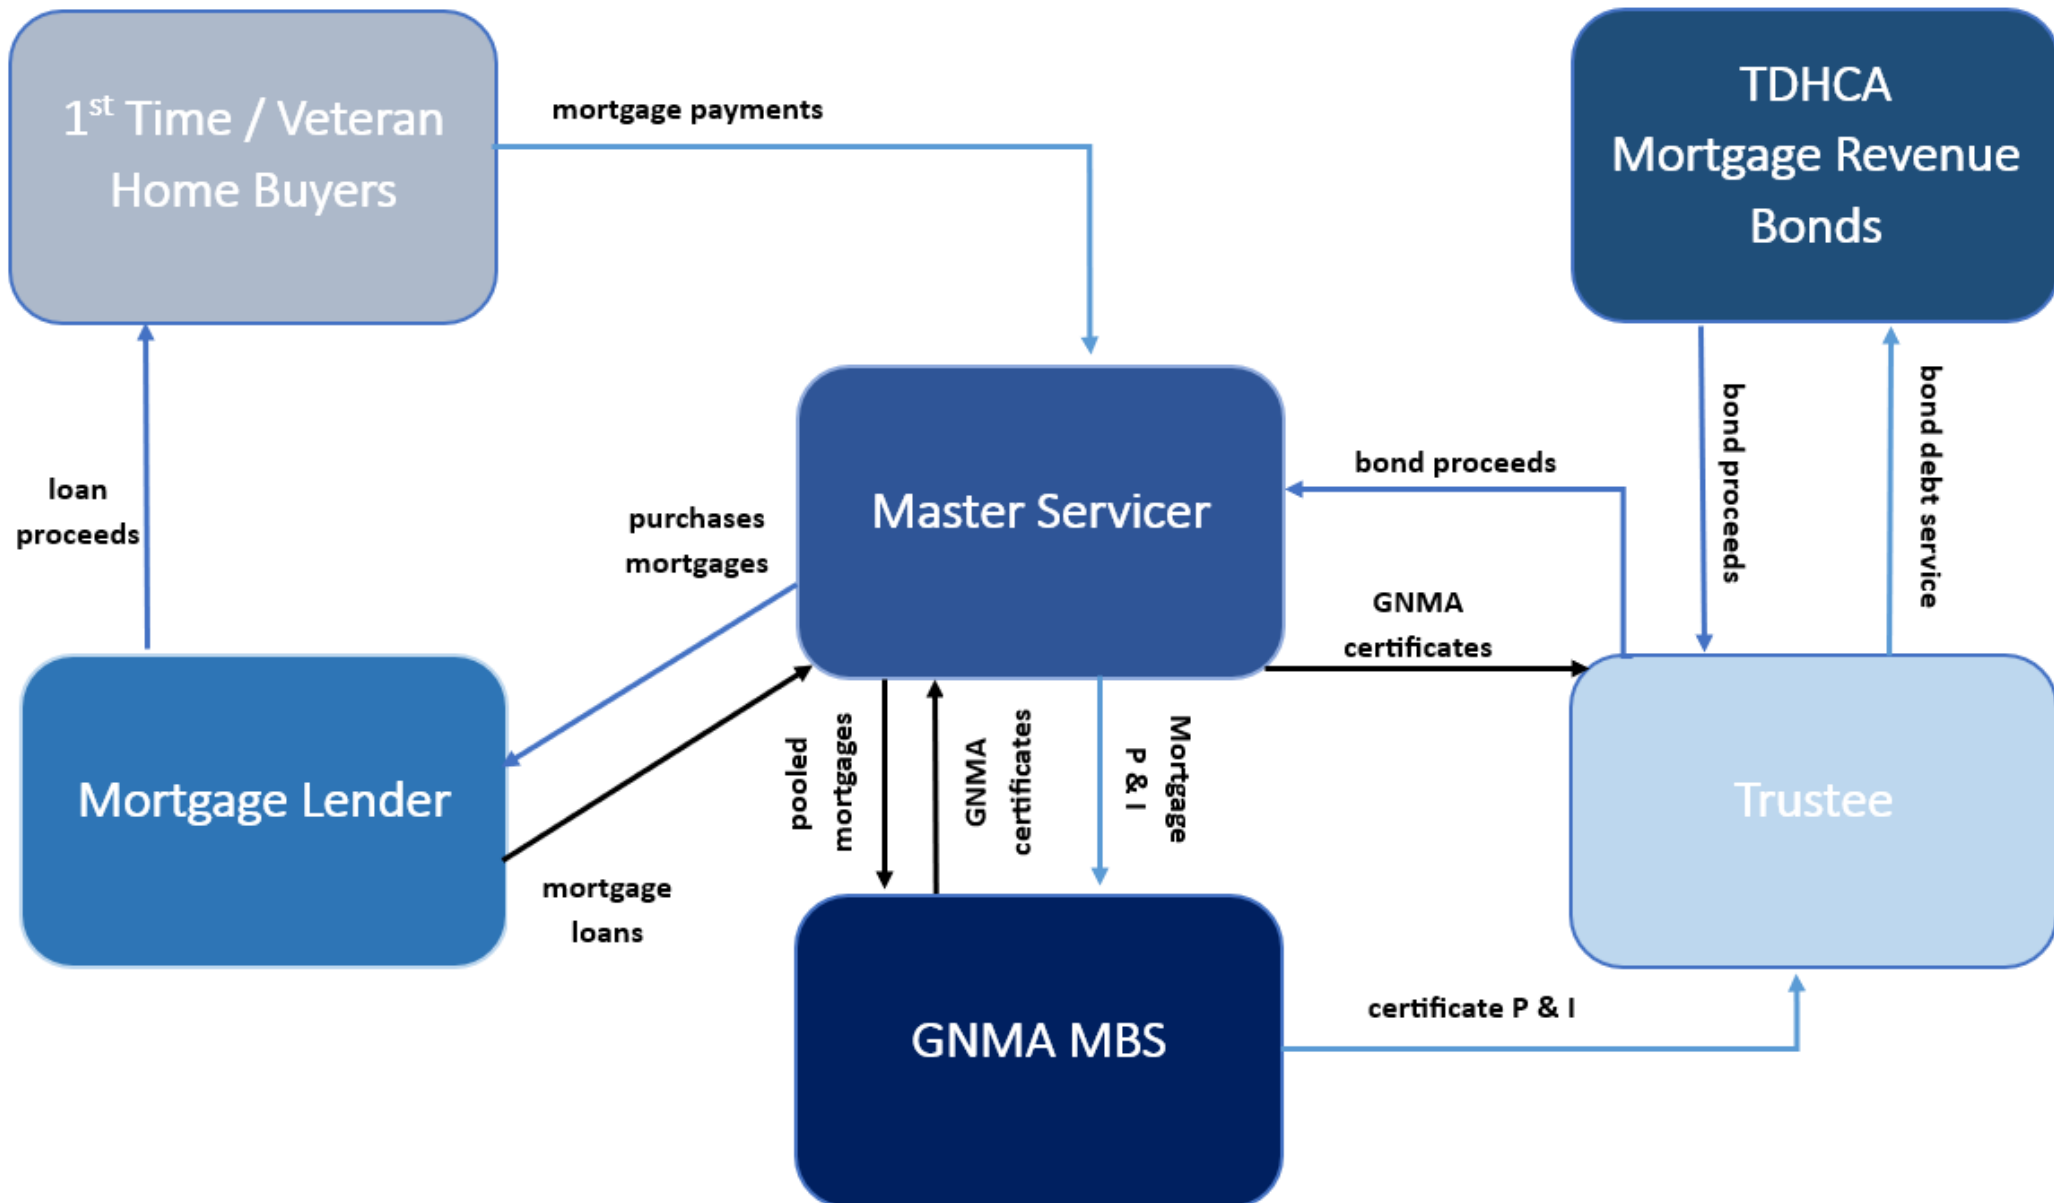 1st Time / Veteran
Home Buyers
mortgage payments
TDHCA
Mortgage Revenue
Bonds
loan
proceeds
purchases
mortgages
Master Servicer
bond proceeds
bond proceeds
bond debt service
GNMA
certificates
Mortgage Lender
mortgage
loans
pooled
mortgages
GNMA
certificates
Mortgage
P & I
Trustee
GNMA MBS
certificate P & I